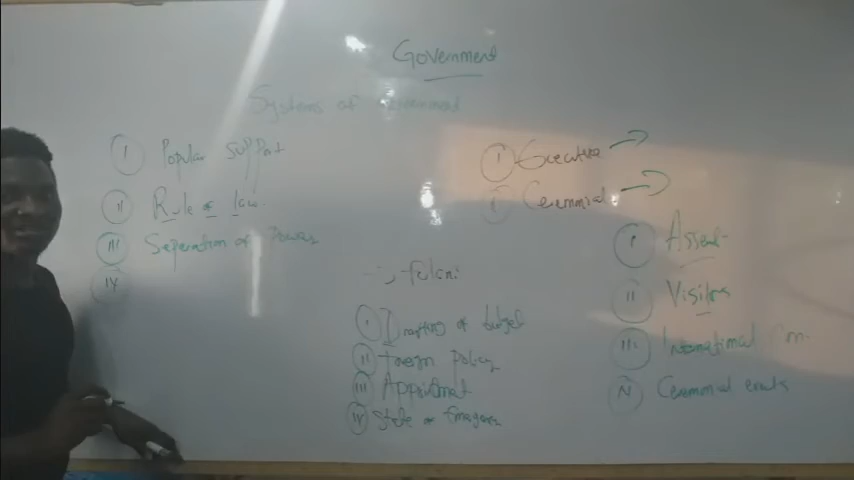 Government
Systems of Government
I Popular support
II Rule of law.
III Separation of Powers
IV
I Executive →
II Ceremonial →
I Assent
II Visitors
III International
IV Ceremonial events
I Drafting of budget
II Foreign policy
III Appointment
IV State of Emergency